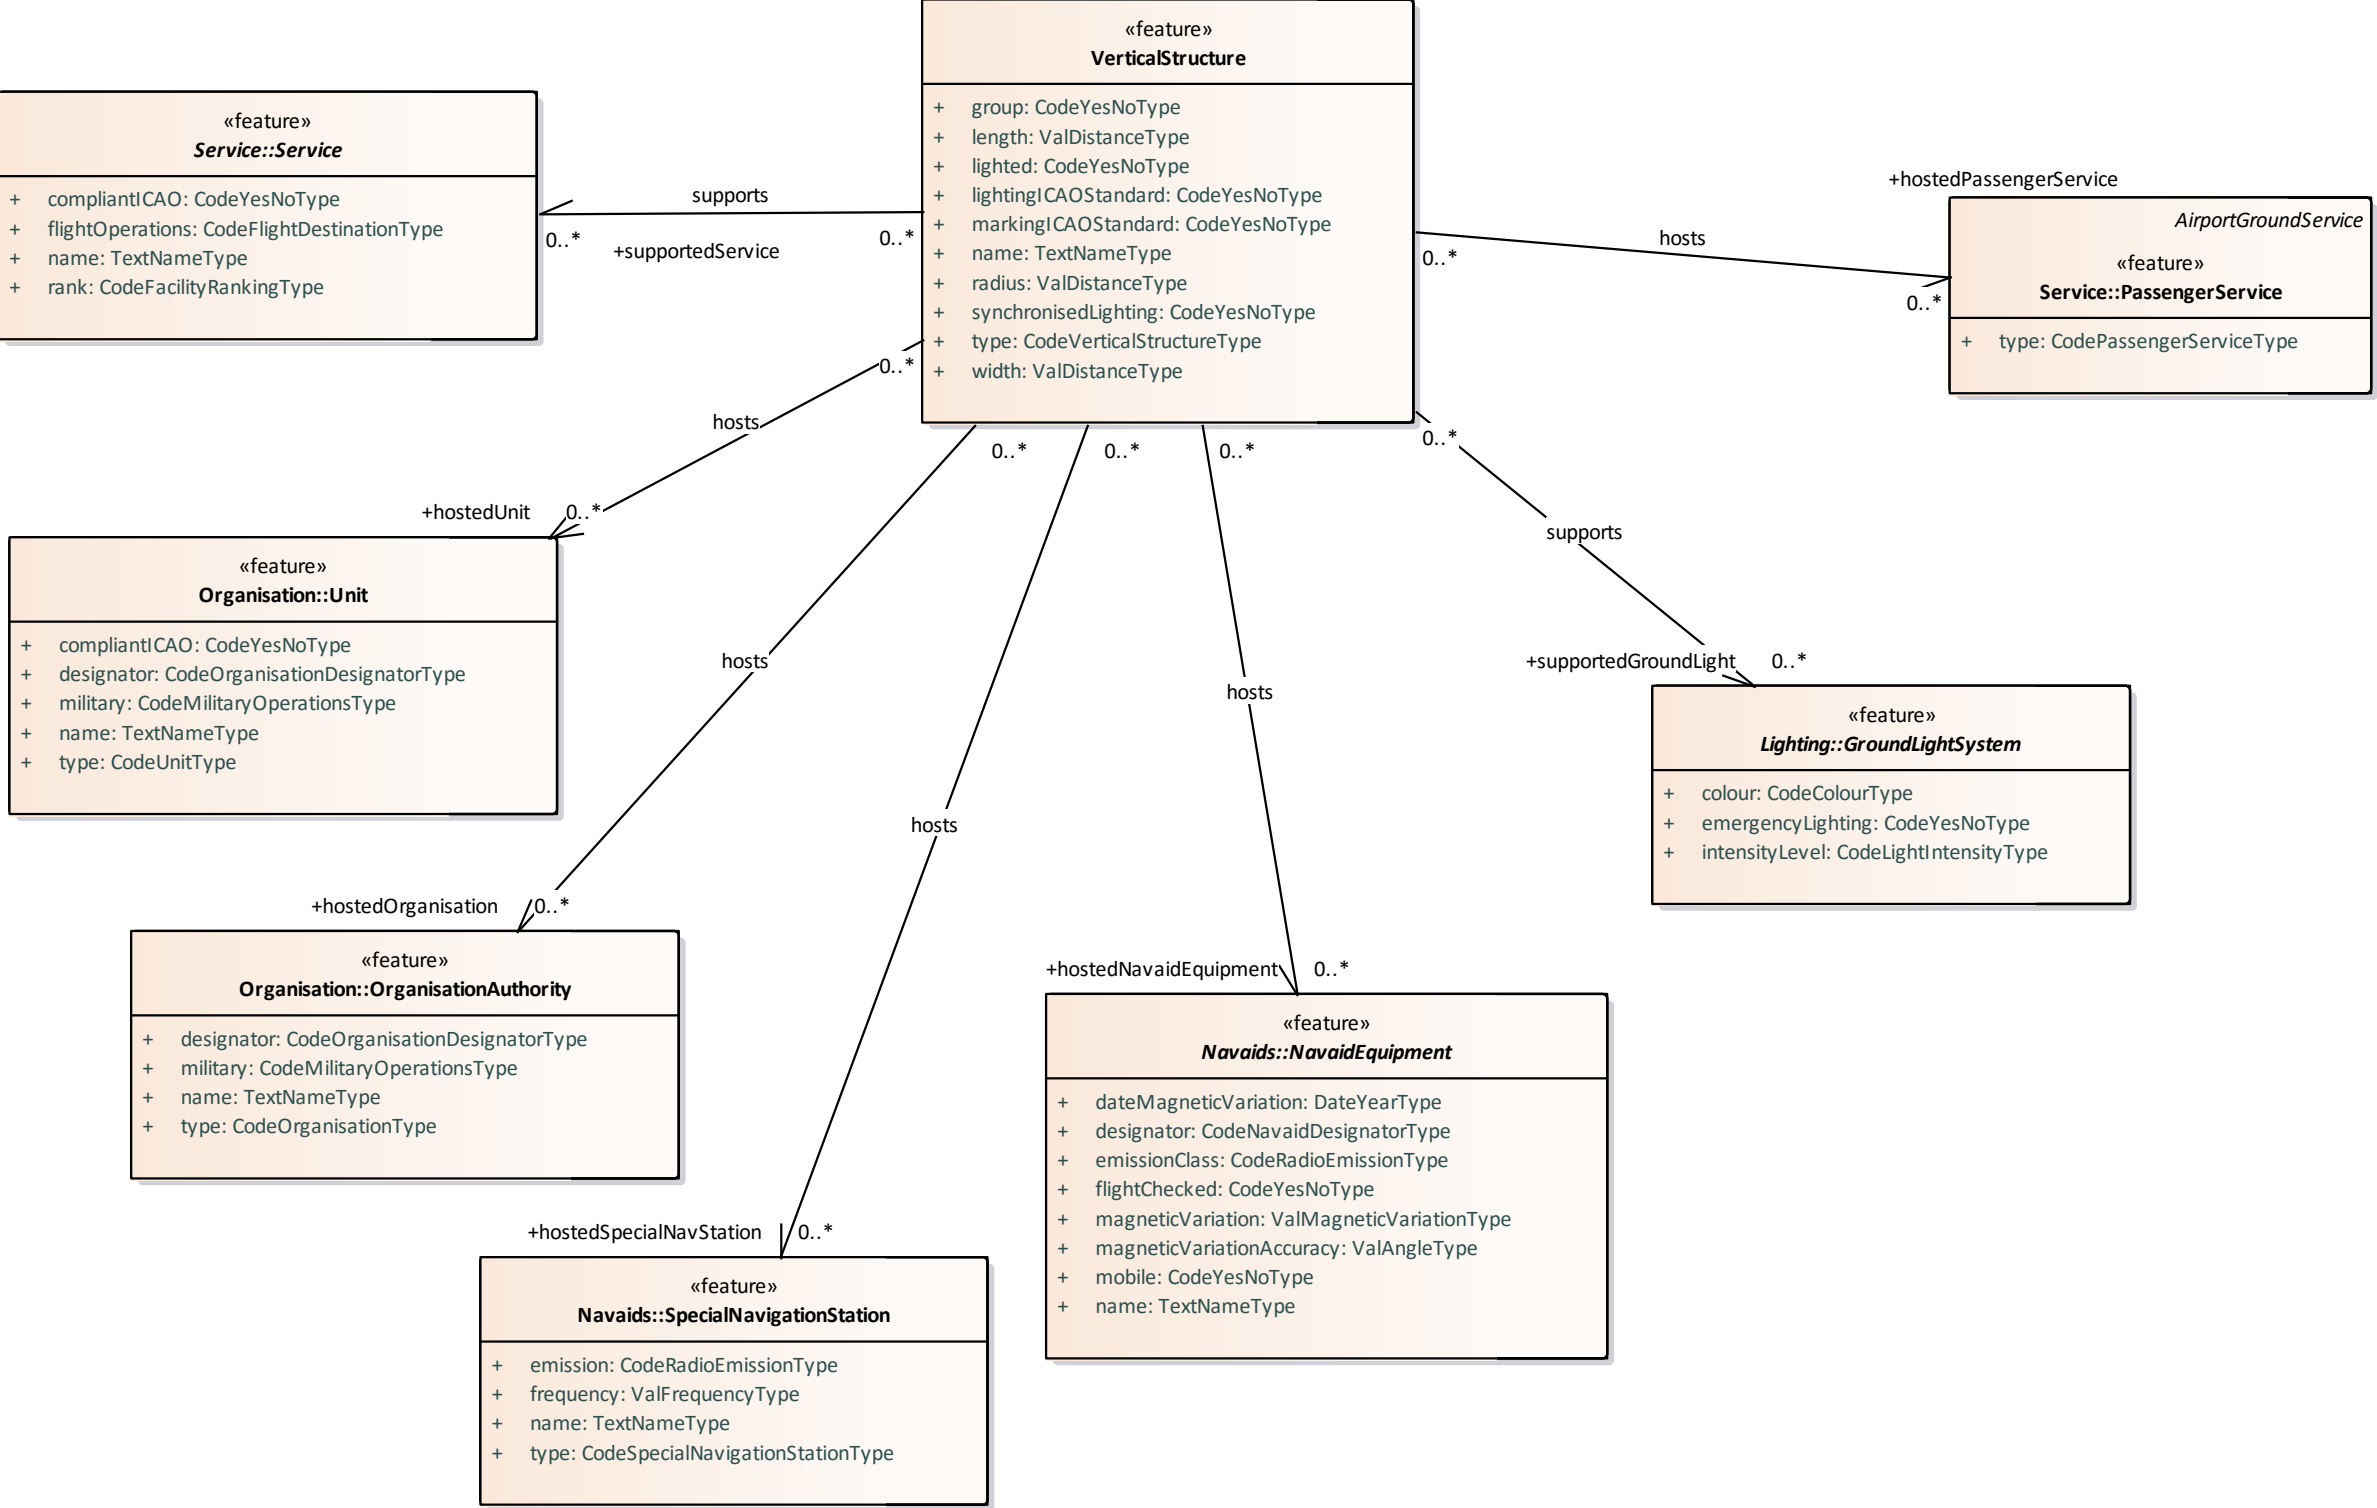 «feature»
VerticalStructure
+ group: CodeYesNoType
+ length: ValDistanceType
+ lighted: CodeYesNoType
+ lightingICAOStandard: CodeYesNoType
+ markingICAOStandard: CodeYesNoType
+ name: TextNameType
+ radius: ValDistanceType
+ synchronisedLighting: CodeYesNoType
+ type: CodeVerticalStructureType
+ width: ValDistanceType
«feature»
Service::Service
+ compliantICAO: CodeYesNoType
+ flightOperations: CodeFlightDestinationType
+ name: TextNameType
+ rank: CodeFacilityRankingType
supports
0..*
+supportedService
0..*
+hostedPassengerService
AirportGroundService
«feature»
Service::PassengerService
+ type: CodePassengerServiceType
hosts
0..*
0..*
0..*
hosts
+hostedUnit
0..*
«feature»
Organisation::Unit
+ compliantICAO: CodeYesNoType
+ designator: CodeOrganisationDesignatorType
+ military: CodeMilitaryOperationsType
+ name: TextNameType
+ type: CodeUnitType
0..*
0..*
0..*
0..*
supports
+supportedGroundLight
0..*
«feature»
Lighting::GroundLightSystem
+ colour: CodeColourType
+ emergencyLighting: CodeYesNoType
+ intensityLevel: CodeLightIntensityType
hosts
hosts
hosts
+hostedOrganisation
0..*
«feature»
Organisation::OrganisationAuthority
+ designator: CodeOrganisationDesignatorType
+ military: CodeMilitaryOperationsType
+ name: TextNameType
+ type: CodeOrganisationType
+hostedNavaidEquipment
0..*
«feature»
Navaids::NavaidEquipment
+ dateMagneticVariation: DateYearType
+ designator: CodeNavaidDesignatorType
+ emissionClass: CodeRadioEmissionType
+ flightChecked: CodeYesNoType
+ magneticVariation: ValMagneticVariationType
+ magneticVariationAccuracy: ValAngleType
+ mobile: CodeYesNoType
+ name: TextNameType
+hostedSpecialNavStation
0..*
«feature»
Navaids::SpecialNavigationStation
+ emission: CodeRadioEmissionType
+ frequency: ValFrequencyType
+ name: TextNameType
+ type: CodeSpecialNavigationStationType